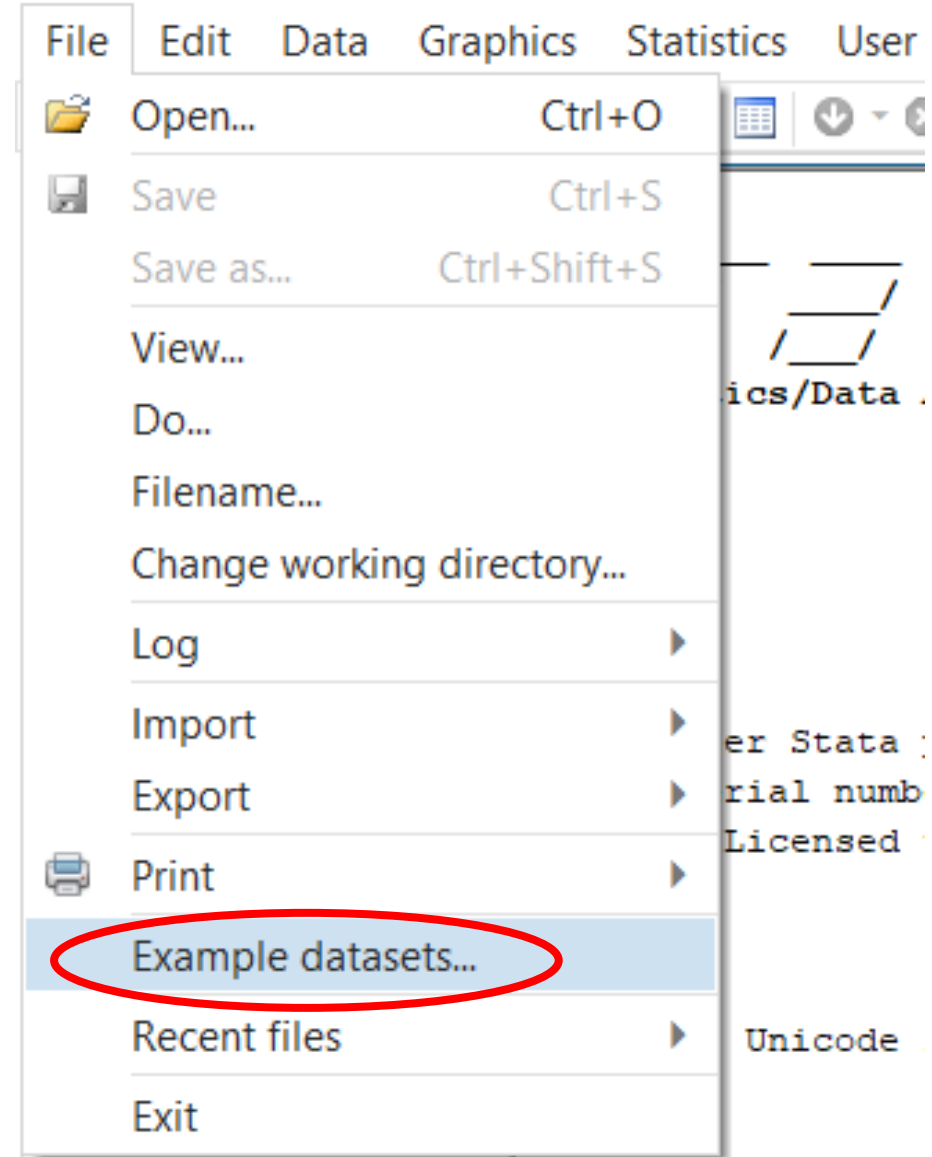 File Edit Data Graphics Statistics User
Open... Ctrl+O
Save Ctrl+S
Save as... Ctrl+Shift+S
View...
Do...
ics/Data
Filename...
Change working directory...
Log
Import
er Stata
Export
rial numb
Licensed
Print
Example datasets...
Recent files
Unicode
Exit